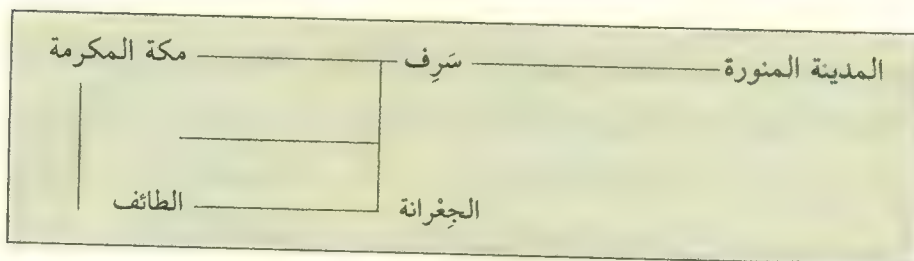 المدينة المنورة سَرِف مكة المكرمة
الجِعْرانة الطائف